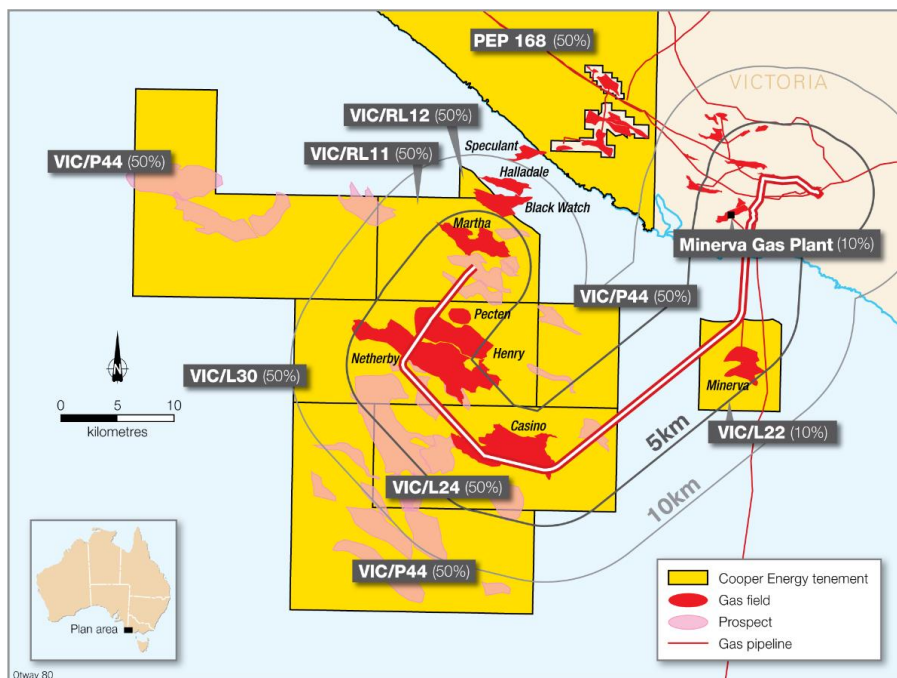 PEP 168 (50%)
VICTORIA
VIC/RL12 (50%)
VIC/P44 (50%)
Speculant
VIC/RL11 (50%)
Halladale
Black Watch
Martha
Minerva Gas Plant (10%)
VIC/P44 (50%)
Pecten
N
Netherby
Henry
VIC/L30 (50%)
Minerva
0 5 10
kilometres
Casino
5km
VIC/L22 (10%)
VIC/L24 (50%)
10km
VIC/P44 (50%)
Cooper Energy tenement
Gas field
Prospect
Gas pipeline
Plan area
Otway 80